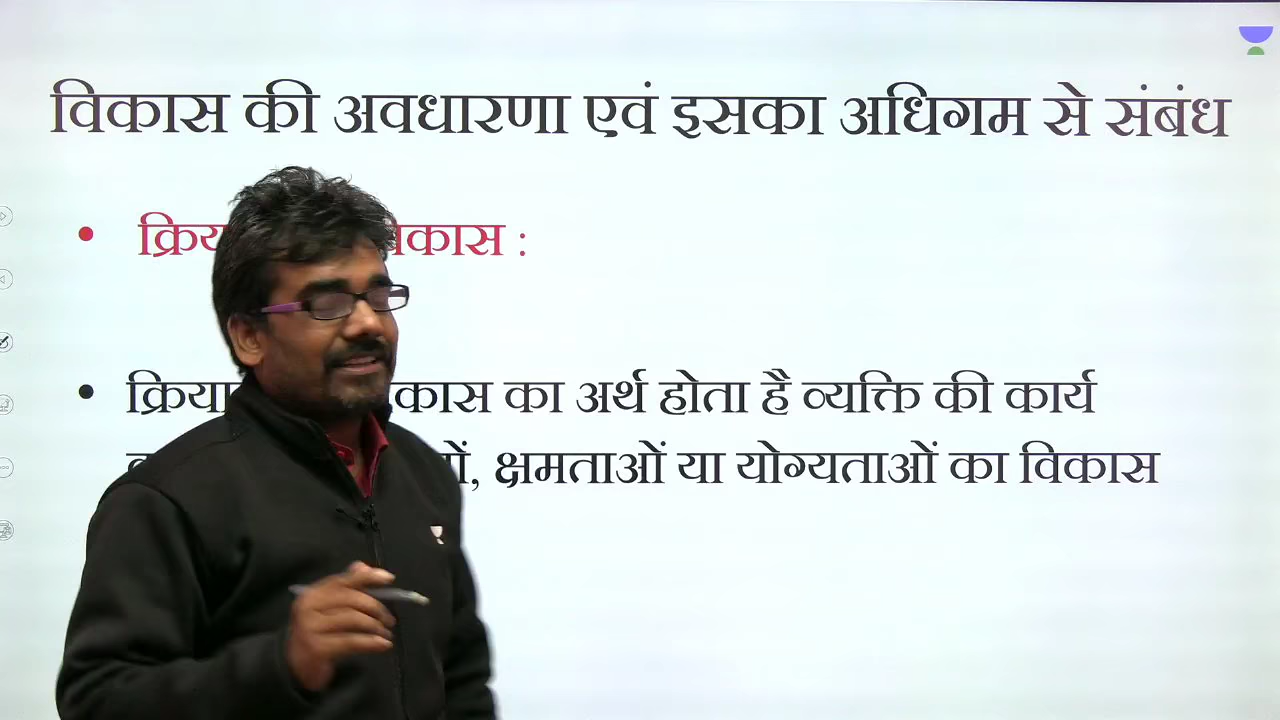 विकास की अवधारणा एवं इसका अधिगम से संबंध
विकास :
का अर्थ होता है व्यक्ति की कार्य
क्षमताओं या योग्यताओं का विकास